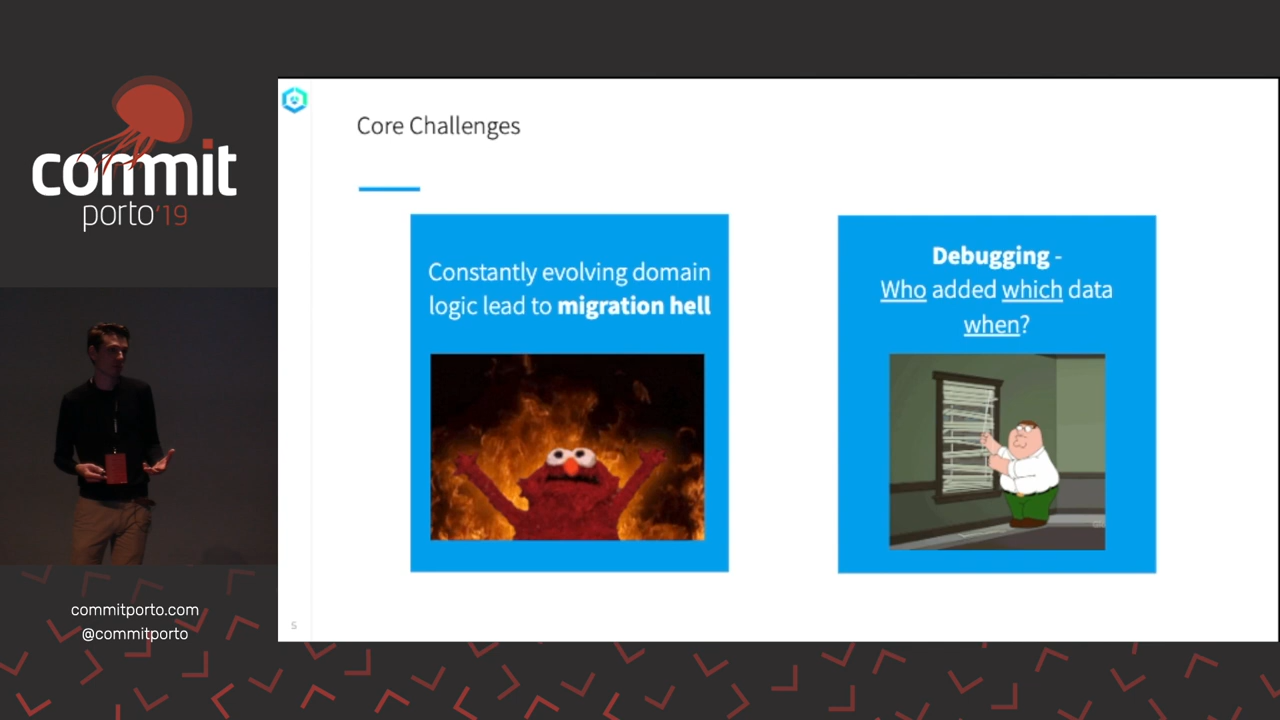 commit
porto'19
commitporto.com
@commitporto
Core Challenges
Constantly evolving domain
logic lead to migration hell
Debugging -
Who added which data
when?
5